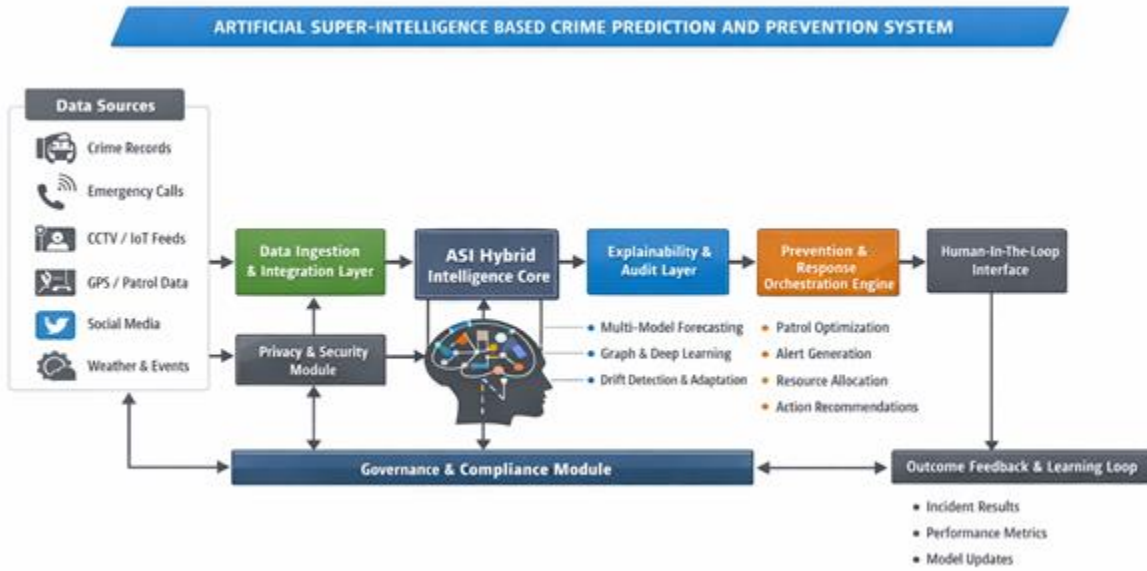 ARTIFICIAL SUPER-INTELLIGENCE BASED CRIME PREDICTION AND PREVENTION SYSTEM
Data Sources
Crime Records
Emergency Calls
CCTV / IoT Feeds
GPS / Patrol Data
Social Media
Weather & Events
Data Ingestion
& Integration Layer
Privacy & Security
Module
ASI Hybrid
Intelligence Core
Explainability &
Audit Layer
• Multi-Model Forecasting
• Graph & Deep Learning
• Drift Detection & Adaptation
Prevention &
Response
Orchestration Engine
• Patrol Optimization
• Alert Generation
• Resource Allocation
• Action Recommendations
Human-In-The-Loop
Interface
Governance & Compliance Module
Outcome Feedback & Learning Loop
• Incident Results
• Performance Metrics
• Model Updates